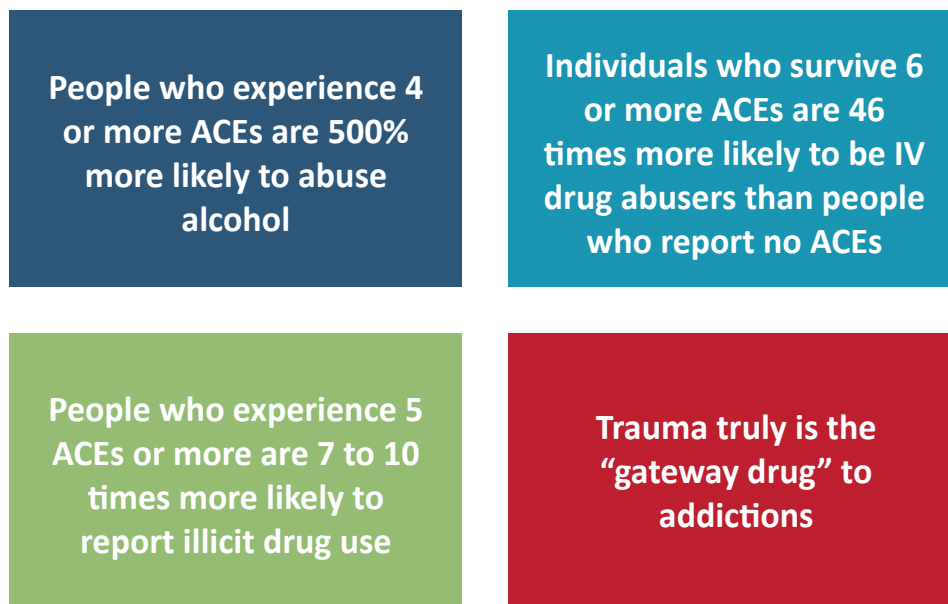 People who experience 4
or more ACEs are 500%
more likely to abuse
alcohol
Individuals who survive 6
or more ACEs are 46
times more likely to be IV
drug abusers than people
who report no ACEs
People who experience 5
ACEs or more are 7 to 10
times more likely to
report illicit drug use
Trauma truly is the
“gateway drug” to
addictions